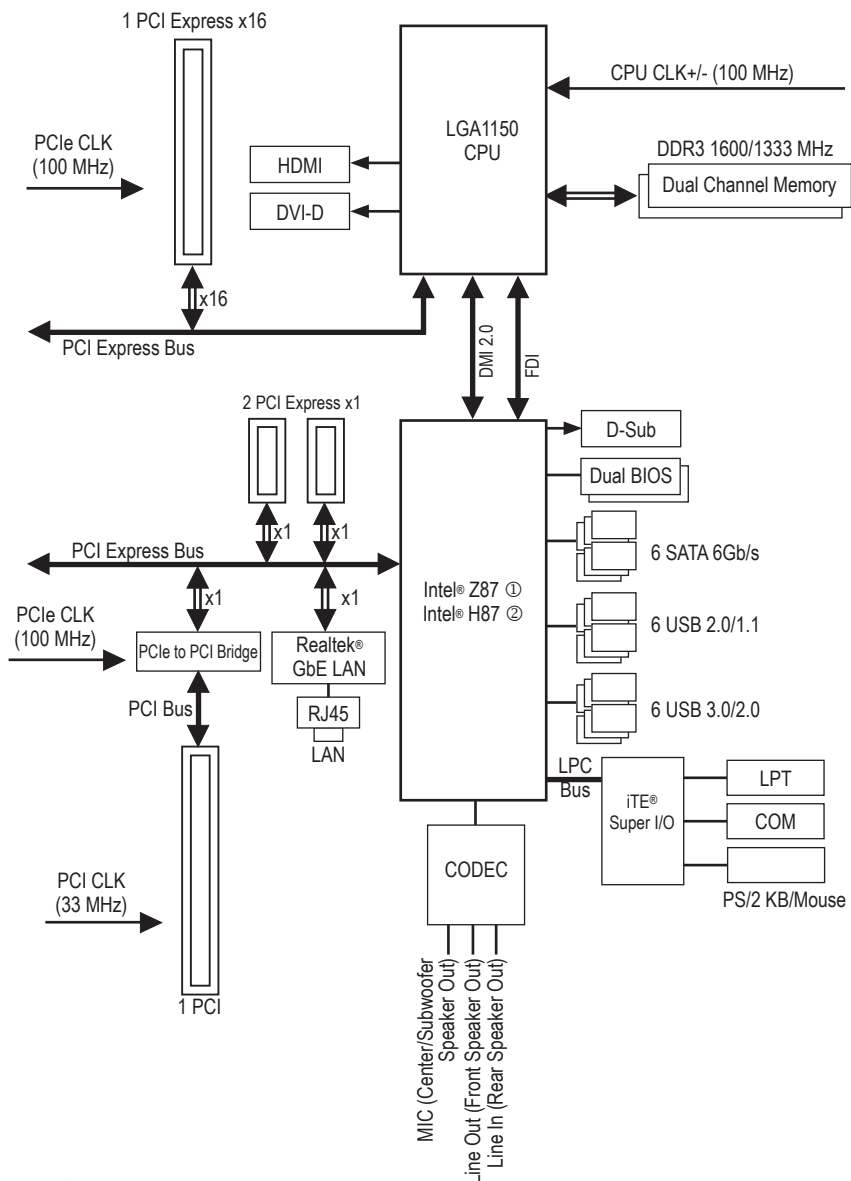 1 PCI Express x16
CPU CLK+/- (100 MHz)
LGA1150
CPU
PCIe CLK
(100 MHz)
HDMI
DVI-D
DDR3 1600/1333 MHz
Dual Channel Memory
x16
PCI Express Bus
DMI 2.0
FDI
2 PCI Express x1
D-Sub
Dual BIOS
x1
x1
PCI Express Bus
6 SATA 6Gb/s
Intel® Z87 ①
Intel® H87 ②
x1
x1
6 USB 2.0/1.1
PCIe CLK
(100 MHz)
PCIe to PCI Bridge
Realtek®
GbE LAN
PCI Bus
RJ45
LAN
6 USB 3.0/2.0
LPC
Bus
iTE®
Super I/O
LPT
COM
PS/2 KB/Mouse
CODEC
PCI CLK
(33 MHz)
1 PCI
MIC (Center/Subwoofer
Speaker Out)
Line Out (Front Speaker Out)
Line In (Rear Speaker Out)